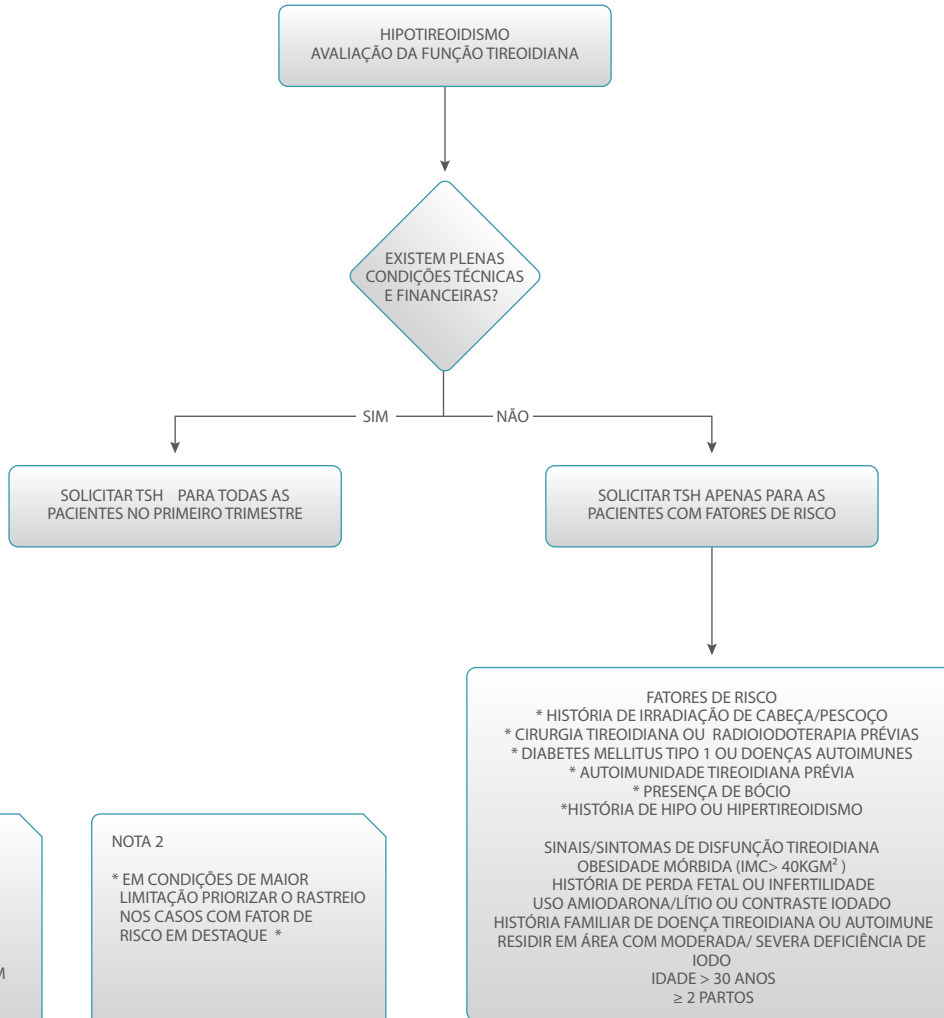 HIPOTIREOIDISMO
AVALIAÇÃO DA FUNÇÃO TIREOIDIANA
EXISTEM PLENAS
CONDIÇÕES TÉCNICAS
E FINANCEIRAS?
SIM
NÃO
SOLICITAR TSH PARA TODAS AS
PACIENTES NO PRIMEIRO TRIMESTRE
SOLICITAR TSH APENAS PARA AS
PACIENTES COM FATORES DE RISCO
FATORES DE RISCO
* HISTÓRIA DE IRRADIAÇÃO DE CABEÇA/PESCOÇO
* CIRURGIA TIREOIDIANA OU RADIOIODOTERAPIA PRÉVIAS
* DIABETES MELLITUS TIPO 1 OU DOENÇAS AUTOIMUNES
* AUTOIMUNIDADE TIREOIDIANA PRÉVIA
* PRESENÇA DE BÓCIO
*HISTÓRIA DE HIPO OU HIPERTIREOIDISMO
SINAIS/SINTOMAS DE DISFUNÇÃO TIREOIDIANA
OBESIDADE MÓRBIDA (IMC> 40KGM² )
HISTÓRIA DE PERDA FETAL OU INFERTILIDADE
USO AMIODARONA/LÍTIO OU CONTRASTE IODADO
HISTÓRIA FAMILIAR DE DOENÇA TIREOIDIANA OU AUTOIMUNE
RESIDIR EM ÁREA COM MODERADA/ SEVERA DEFICIÊNCIA DE
IODO
IDADE > 30 ANOS
≥ 2 PARTOS
NOTA 2
* EM CONDIÇÕES DE MAIOR
LIMITAÇÃO PRIORIZAR O RASTREIO
NOS CASOS COM FATOR DE
RISCO EM DESTAQUE *